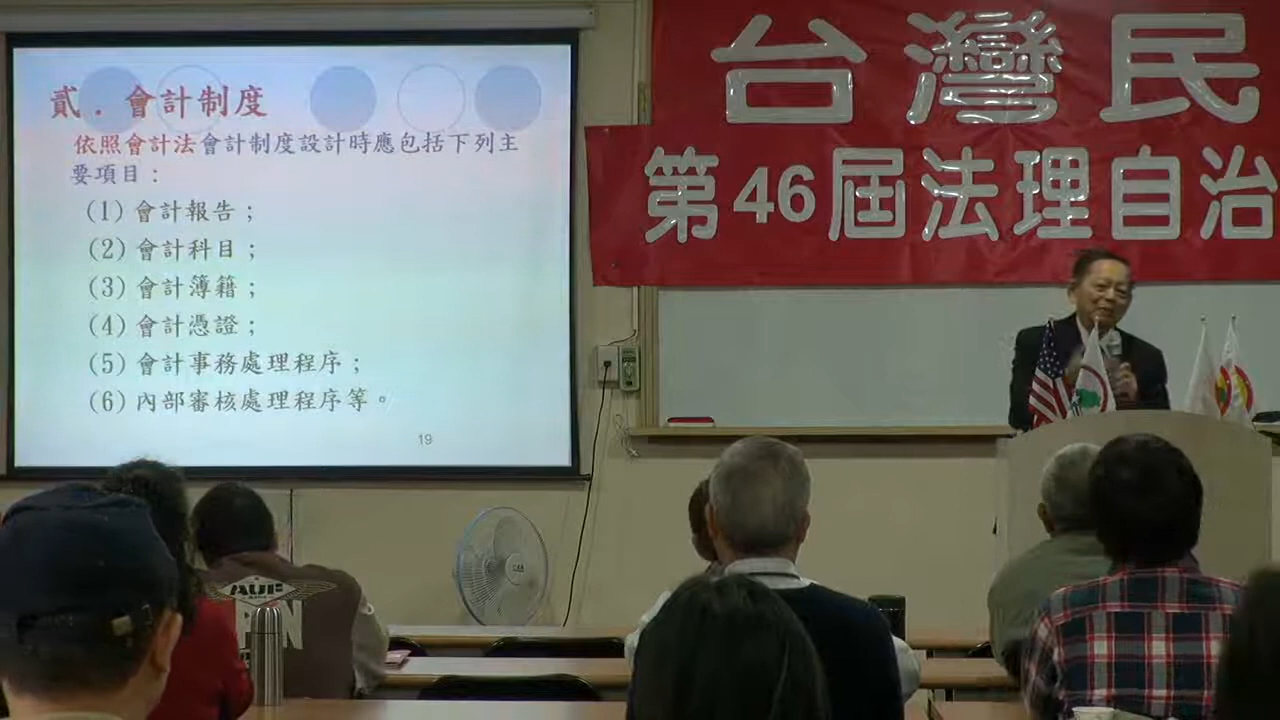 貳．會計制度
依照會計法會計制度設計時應包括下列主
要項目：
(1) 會計報告；
(2) 會計科目；
(3) 會計簿籍；
(4) 會計憑證；
(5) 會計事務處理程序；
(6) 內部審核處理程序等。
19
台灣民
第46屆法理自治